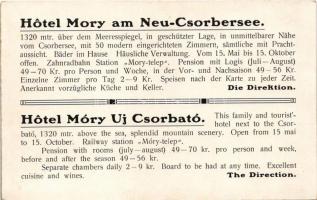 Hôtel Mory am Neu-Csorbersee.
1320 mtr. über dem Meeresspiegel, in geschützter Lage, in unmittelbarer Nähe
vom Csorbersee, mit 50 modern eingerichteten Zimmern, sämtliche mit Pracht-
aussicht. Bäder im Hause Häusliche Verwaltung. Vom 15. Mai bis 15. Oktober
offen. Zahnradbahn Station „Mory-telep". Pension mit Logis (Juli—August)
49—70 Kr. pro Person und Woche, in der Vor- und Nachsaison 49—56 Kr.
Einzelne Zimmer pro Tag 2—9 Kr. Speisen nach der Karte zu jeder Zeit.
Anerkannt vorzügliche Küche und Keller. Die Direktion.
Hôtel Móry Uj Csorbató. This family and tourist'-
hotel next to the Csor-
bató, 1320 mtr. above the sea, splendid mountain scenery. Open from 15 mai
to 15. October. Railway station „Móry-telep".
Pension with rooms (july—august) 49—70 kr. pro person and week,
before and after the season 49—56 kr.
Separate chambers daily 2—9 kr. Board to be had at any time. Excellent
cuisine and wines. The Direction.